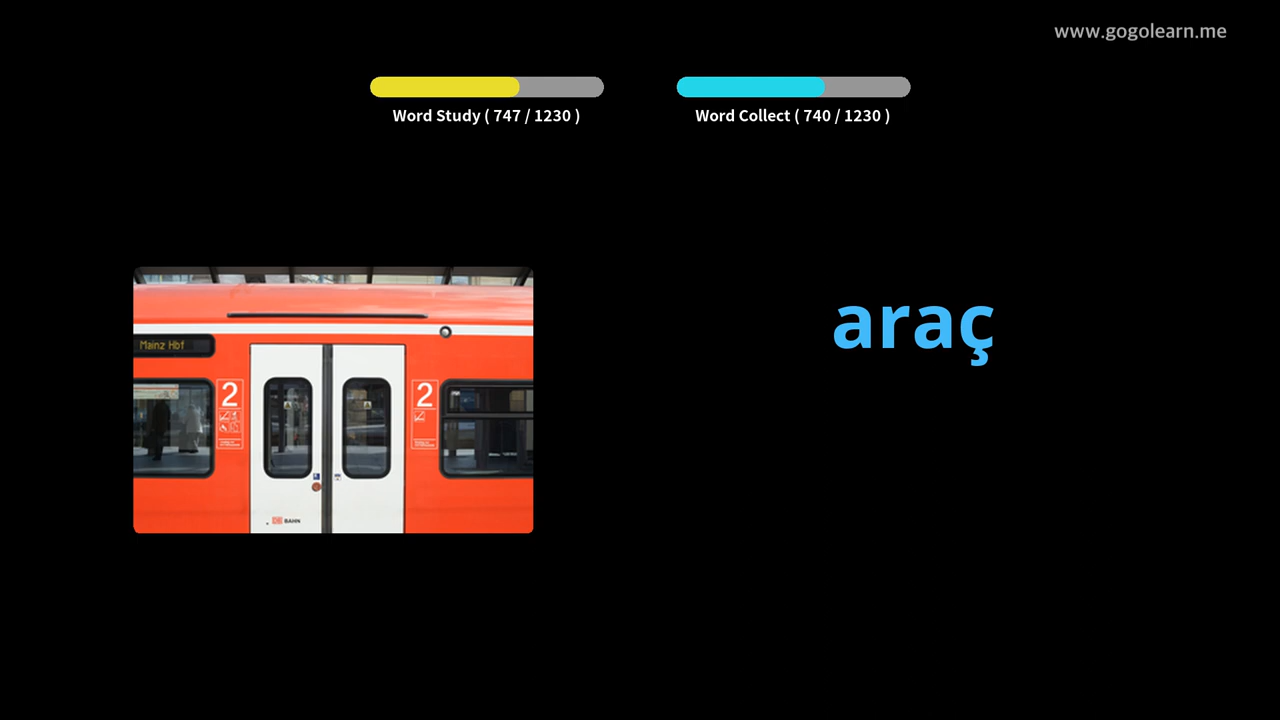 www.gogolearn.me
Word Study ( 747 / 1230 )
Word Collect ( 740 / 1230 )
araç
Mainz Hbf
2
2
DB BAHN